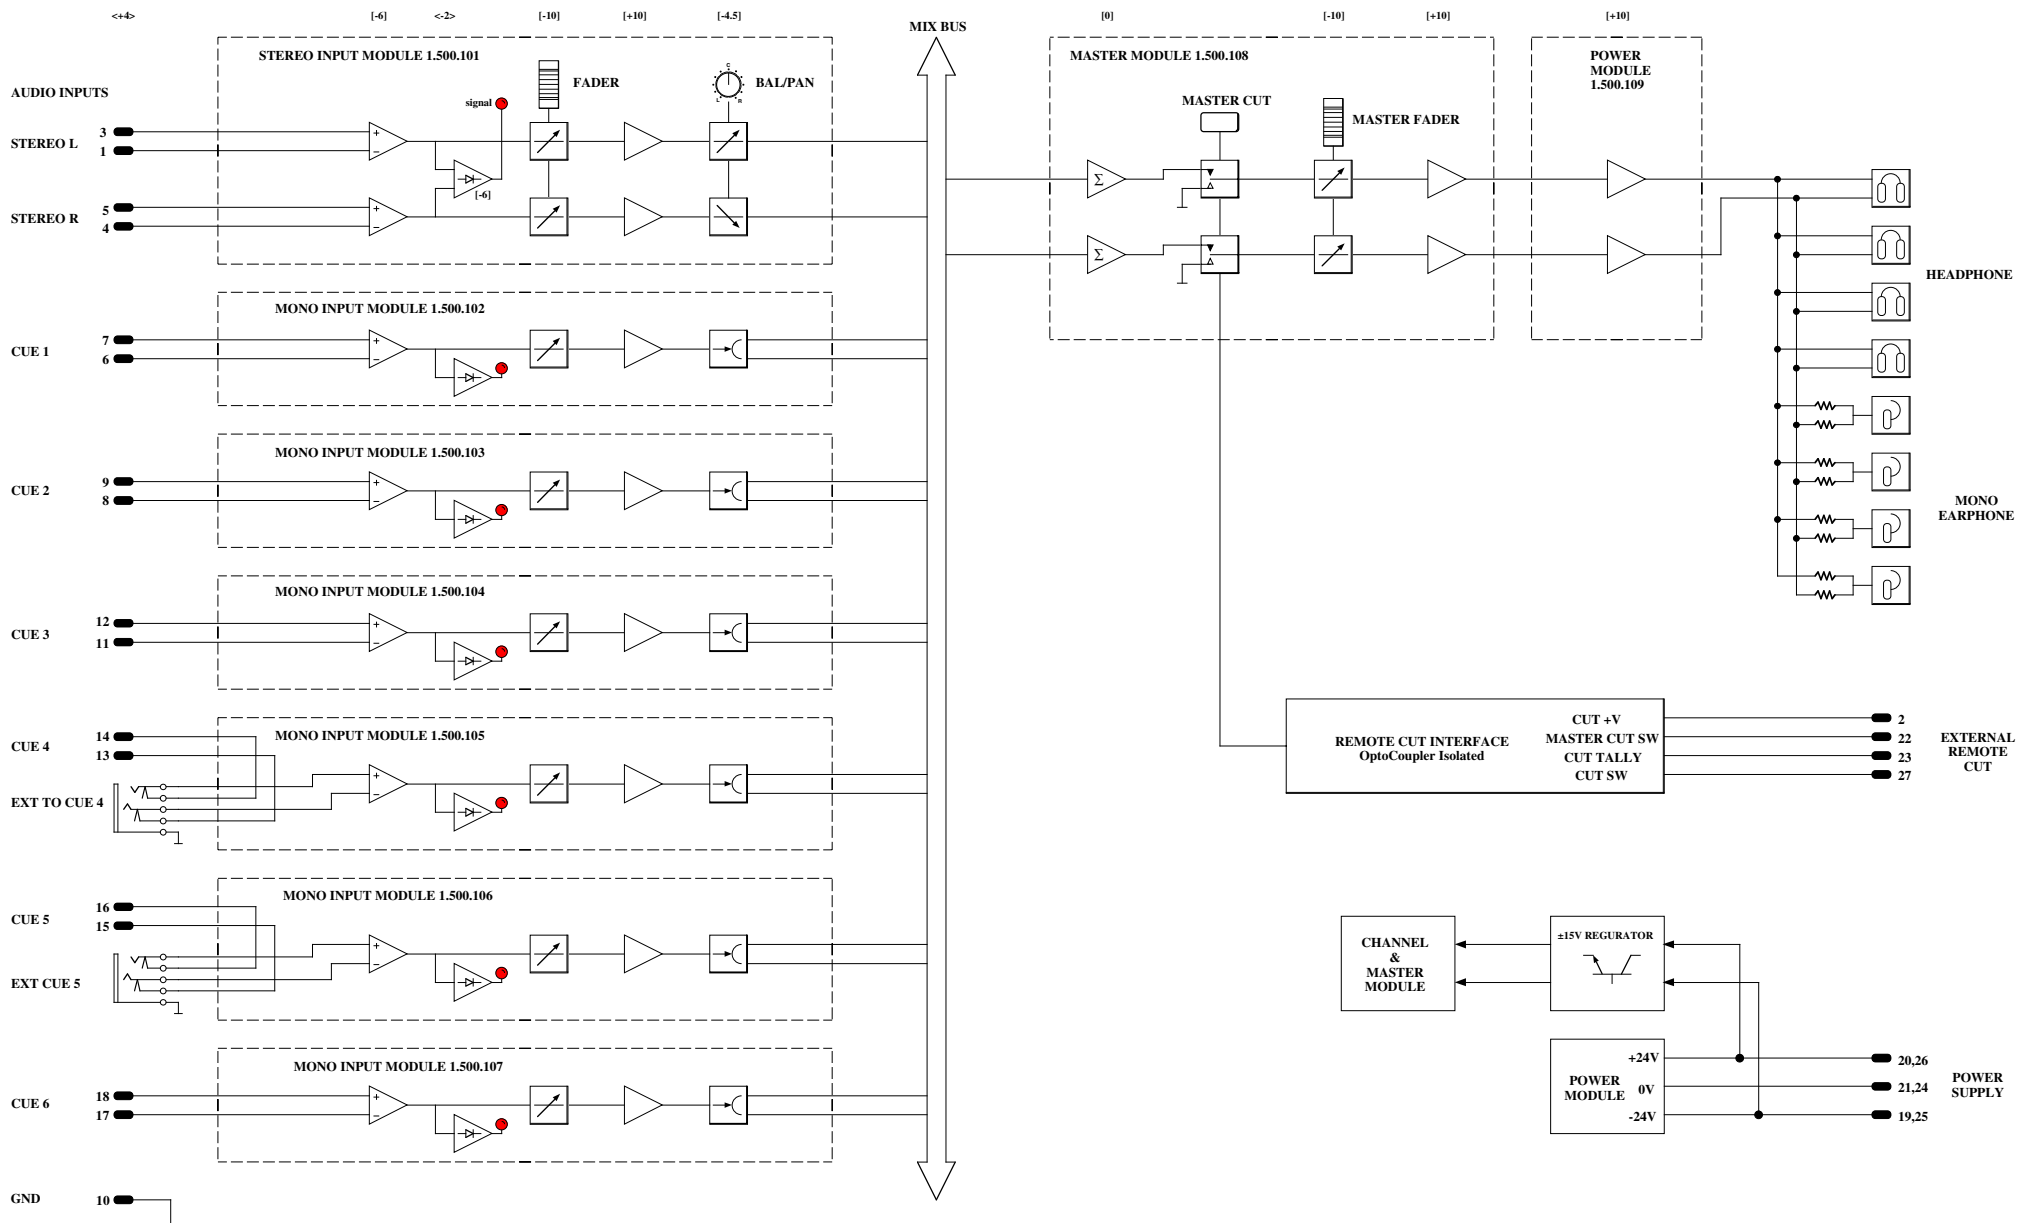 <+4>
[-6]
<-2>
[-10]
[+10]
[-4.5]
[0]
[-10]
[+10]
[+10]
MIX BUS
AUDIO INPUTS
STEREO INPUT MODULE 1.500.101
FADER
C
L
R
BAL/PAN
signal
[-6]
STEREO L
3
1
+
−
STEREO R
5
4
+
−
MONO INPUT MODULE 1.500.102
CUE 1
7
6
+
−
MONO INPUT MODULE 1.500.103
CUE 2
9
8
+
−
MONO INPUT MODULE 1.500.104
CUE 3
12
11
+
−
MONO INPUT MODULE 1.500.105
CUE 4
14
13
EXT TO CUE 4
+
−
MONO INPUT MODULE 1.500.106
CUE 5
16
15
EXT CUE 5
+
−
MONO INPUT MODULE 1.500.107
CUE 6
18
17
+
−
GND
10
MASTER MODULE 1.500.108
MASTER CUT
MASTER FADER
Σ
Σ
POWER
MODULE
1.500.109
HEADPHONE
MONO
EARPHONE
REMOTE CUT INTERFACE
OptoCoupler Isolated
CUT +V
MASTER CUT SW
CUT TALLY
CUT SW
2
22
23
27
EXTERNAL
REMOTE
CUT
CHANNEL
&
MASTER
MODULE
±15V REGURATOR
POWER
MODULE
+24V
0V
-24V
20,26
21,24
19,25
POWER
SUPPLY